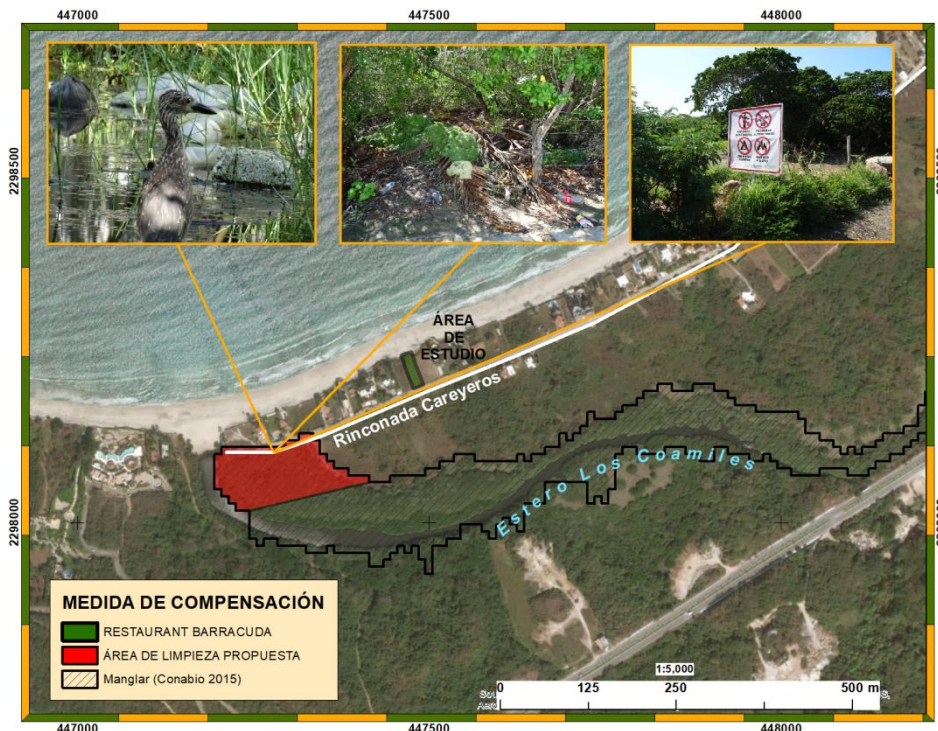 447000
447500
448000
2298500
2298000
ÁREA
DE
ESTUDIO
Rinconada Careyeros
Estero Los Coamiles
MEDIDA DE COMPENSACIÓN
RESTAURANT BARRACUDA
ÁREA DE LIMPIEZA PROPUESTA
Manglar (Conabio 2015)
1:5,000
0
125
250
500 m
447000
447500
448000